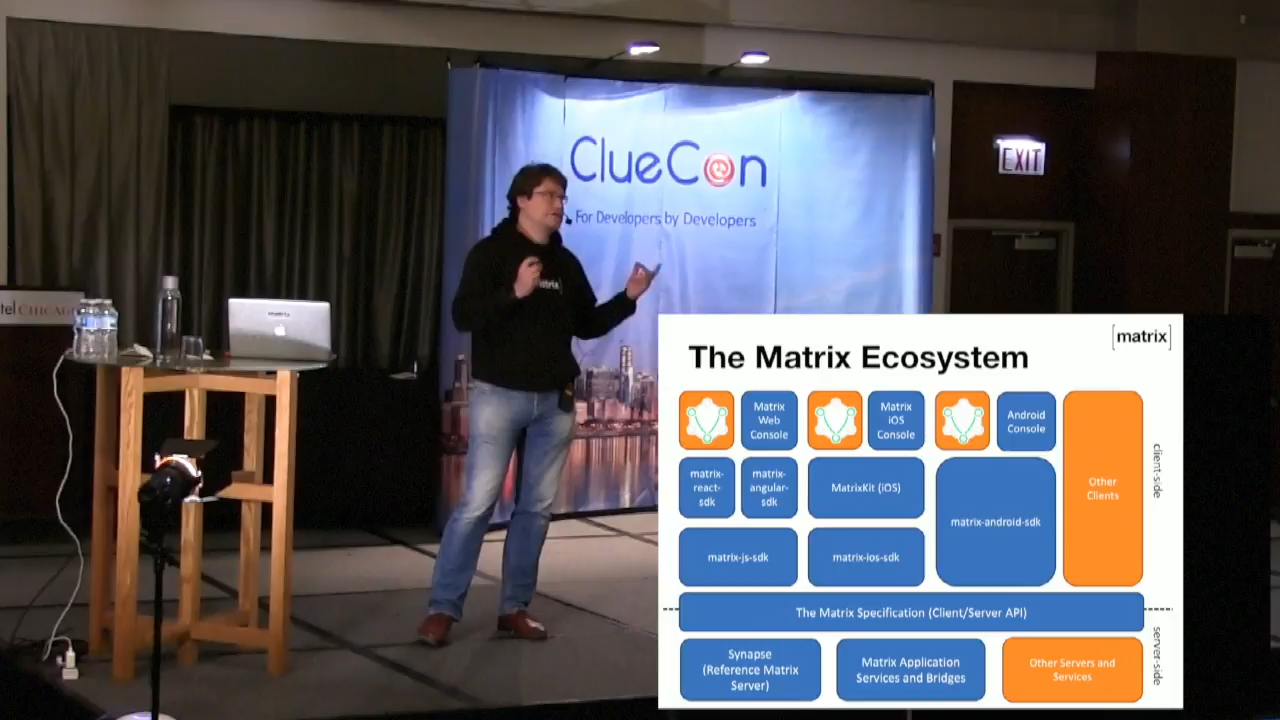 ClueCon
For Developers by Developers
EXIT
tel CHICAG
matrix
[matrix]
The Matrix Ecosystem
Matrix
Web
Console
Matrix
iOS
Console
Android
Console
matrix-
react-
sdk
matrix-
angular-
sdk
MatrixKit (iOS)
matrix-android-sdk
Other
Clients
client-side
matrix-js-sdk
matrix-ios-sdk
The Matrix Specification (Client/Server API)
Synapse
(Reference Matrix
Server)
Matrix Application
Services and Bridges
Other Servers and
Services
server-side